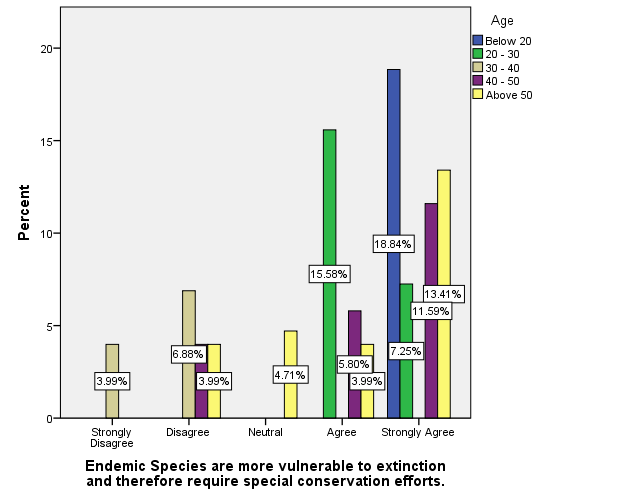 Age
Below 20
20 - 30
30 - 40
40 - 50
Above 50
Percent
20
15
10
5
0
3.99%
6.88%
3.99%
4.71%
15.58%
5.80%
3.99%
18.84%
7.25%
11.59%
13.41%
Strongly
Disagree
Disagree
Neutral
Agree
Strongly Agree
Endemic Species are more vulnerable to extinction
and therefore require special conservation efforts.